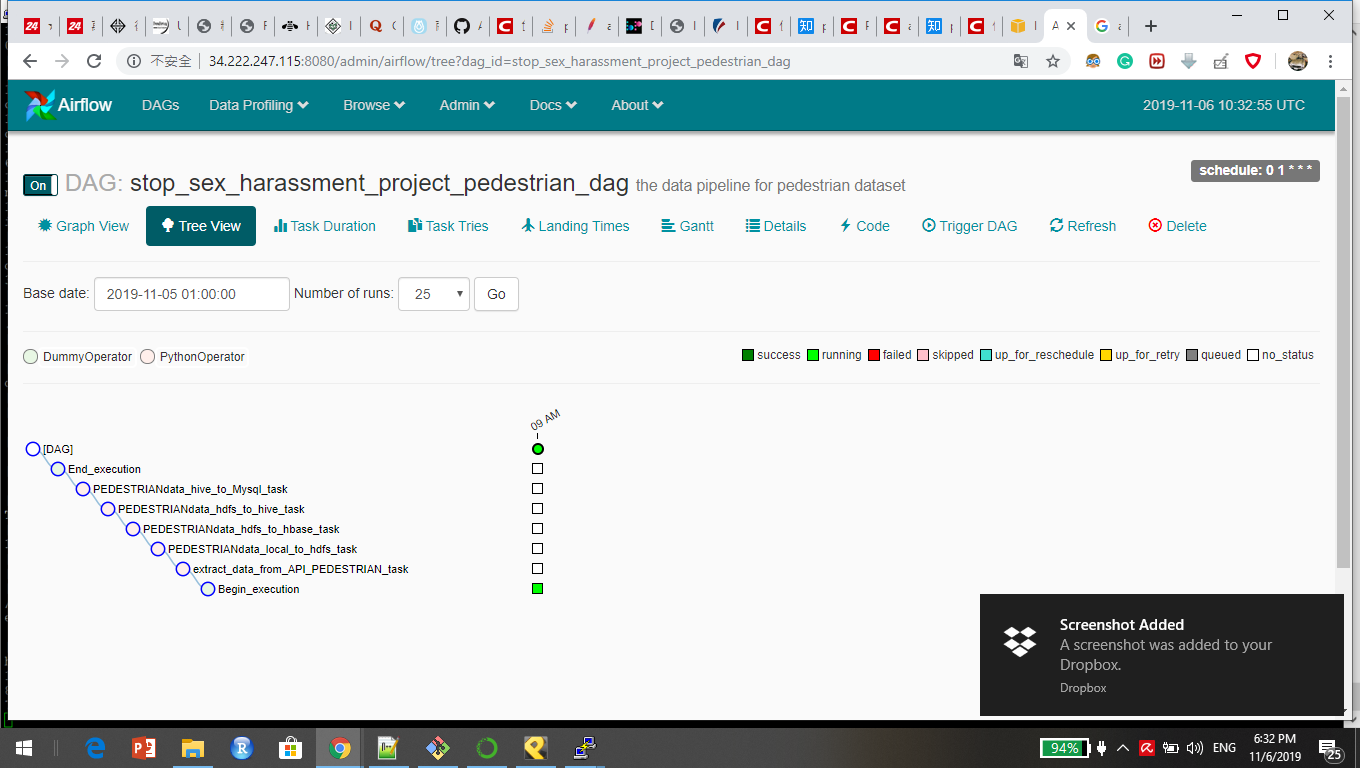 不安全 34.222.247.115:8080/admin/airflow/tree?dag_id=stop_sex_harassment_project_pedestrian_dag
Airflow DAGs Data Profiling Browse Admin Docs About 2019-11-06 10:32:55 UTC
schedule: 0 1 * * *
On DAG: stop_sex_harassment_project_pedestrian_dag the data pipeline for pedestrian dataset
Graph View Tree View Task Duration Task Tries Landing Times Gantt Details Code Trigger DAG Refresh Delete
Base date: 2019-11-05 01:00:00 Number of runs: 25 Go
DummyOperator PythonOperator success running failed skipped up_for_reschedule up_for_retry queued no_status
09 AM
[DAG]
End_execution
PEDESTRIANdata_hive_to_Mysql_task
PEDESTRIANdata_hdfs_to_hive_task
PEDESTRIANdata_hdfs_to_hbase_task
PEDESTRIANdata_local_to_hdfs_task
extract_data_from_API_PEDESTRIAN_task
Begin_execution
Screenshot Added
A screenshot was added to your
Dropbox.
Dropbox
94% ENG 6:32 PM
11/6/2019 25